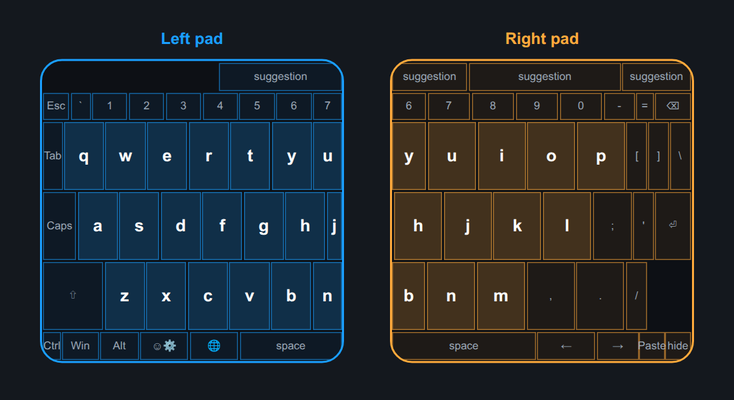 Left pad
suggestion
Esc ` 1 2 3 4 5 6 7
Tab q w e r t y u
Caps a s d f g h j
⇧ z x c v b n
Ctrl Win Alt ☺⚙️ 🌐 space
Right pad
suggestion suggestion suggestion
6 7 8 9 0 - = ⌫
y u i o p [ ] \
h j k l ; ' ⏎
b n m , . /
space ← → Paste hide